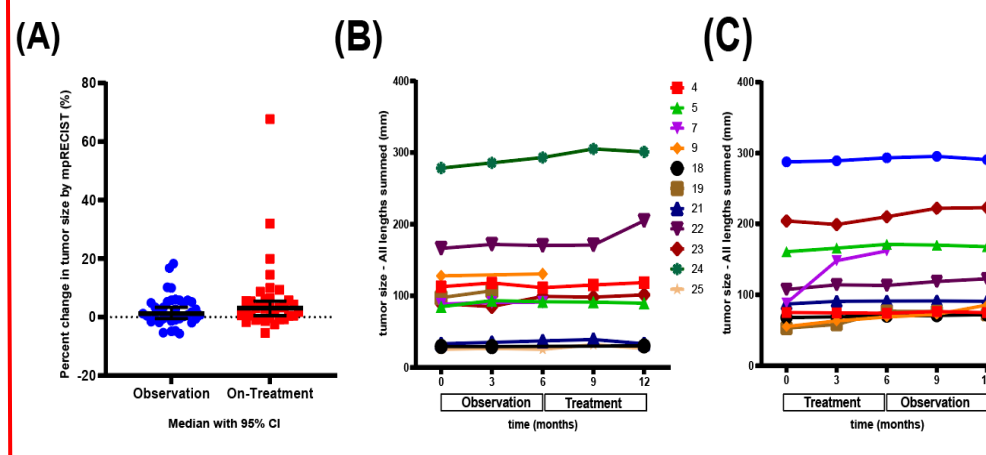 (A)
Percent change in tumor size by mpRECIST (%)
80
60
40
20
0
-20
Observation On-Treatment
Median with 95% CI
(B)
tumor size - All lengths summed (mm)
400
300
200
100
0
0 3 6 9 12
Observation Treatment
time (months)
4
5
7
9
18
19
21
22
23
24
25
(C)
tumor size - All lengths summed (mm)
400
300
200
100
0
0 3 6 9 1
Treatment Observation
time (months)